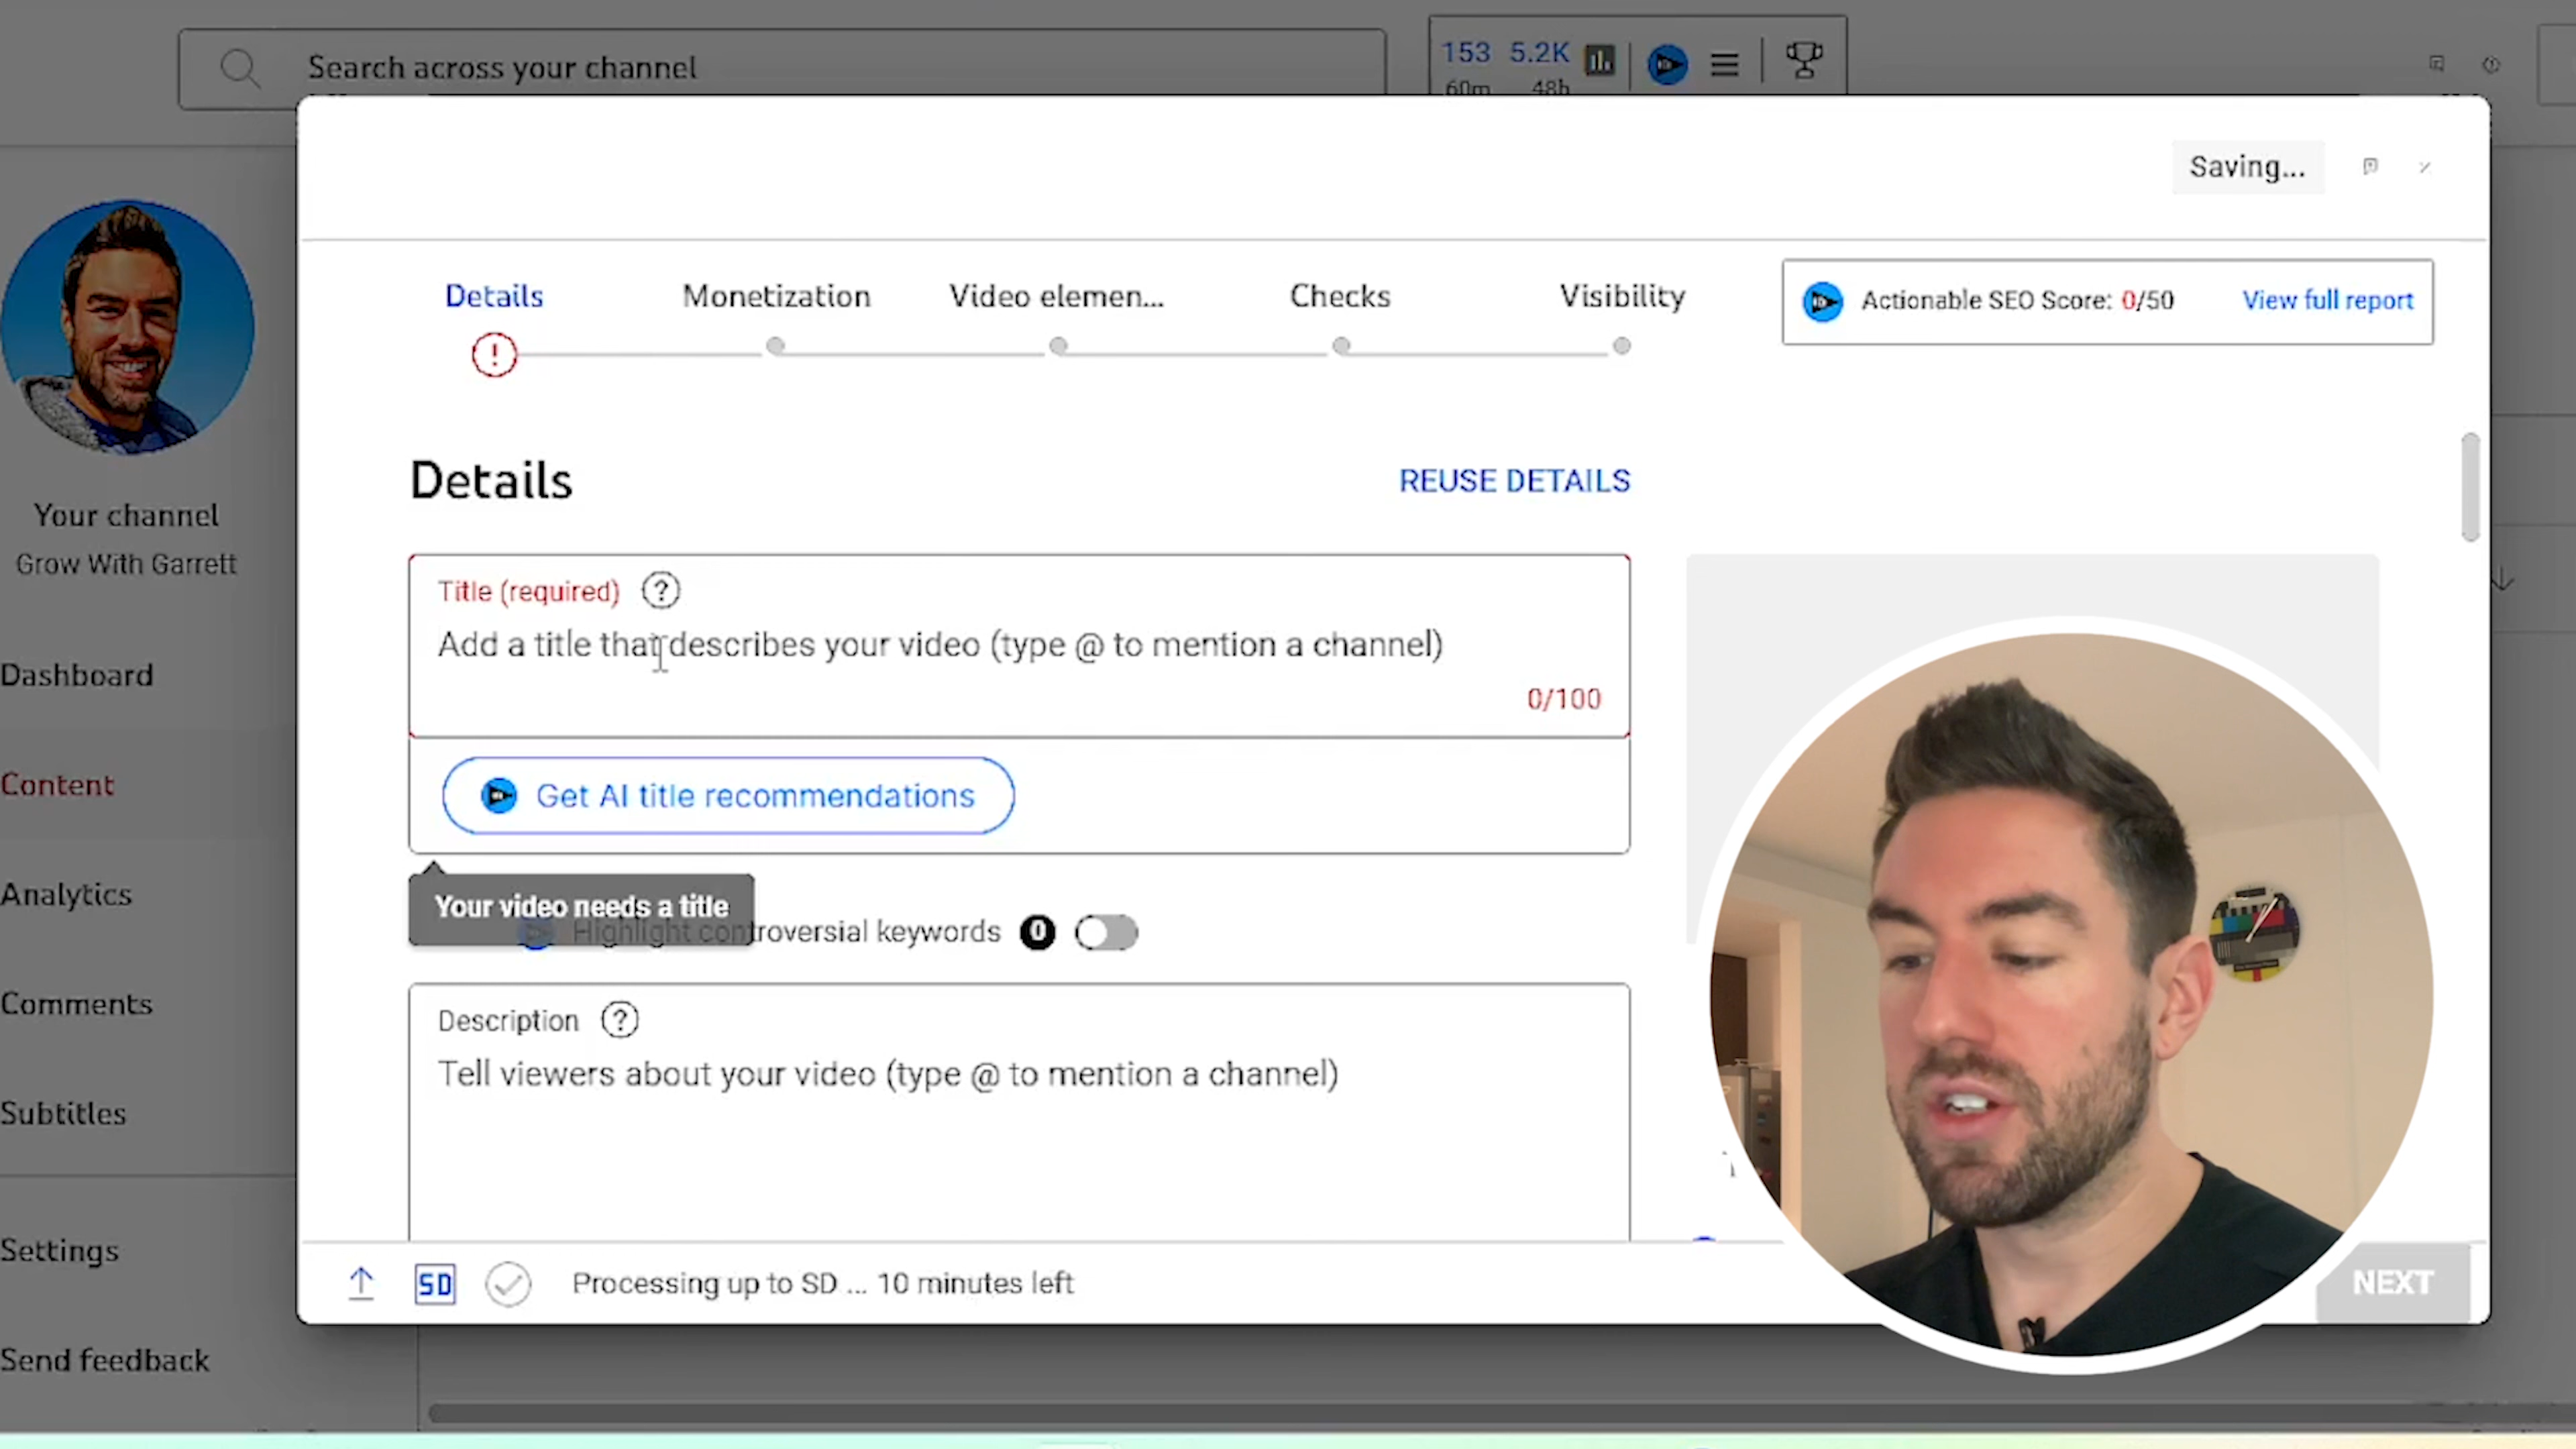 Search across your channel
153 5.2K
60m 48h
Saving...
Details Monetization Video elemen... Checks Visibility
Actionable SEO Score: 0/50 View full report
Details
REUSE DETAILS
Your channel
Grow With Garrett
Title (required) ?
Add a title that describes your video (type @ to mention a channel)
0/100
Dashboard
Get AI title recommendations
Content
Your video needs a title
Highlight controversial keywords 0
Analytics
Description ?
Tell viewers about your video (type @ to mention a channel)
Comments
Subtitles
Settings
SD Processing up to SD ... 10 minutes left
NEXT
Send feedback